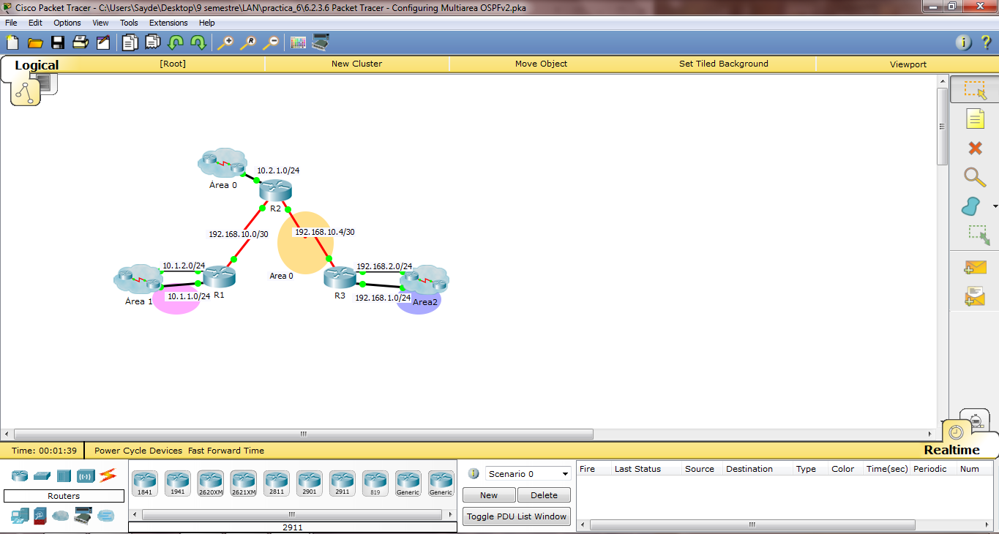 Cisco Packet Tracer - C:\Users\Sayde\Desktop\9 semestre\LAN\practica_6\6.2.3.6 Packet Tracer - Configuring Multiarea OSPFv2.pka
File Edit Options View Tools Extensions Help
Logical [Root] New Cluster Move Object Set Tiled Background Viewport
10.2.1.0/24
Área 0
R2
192.168.10.0/30
192.168.10.4/30
10.1.2.0/24
192.168.2.0/24
Area 0
10.1.1.0/24
R1
R3
192.168.1.0/24
Área 1
Area2
Time: 00:01:39 Power Cycle Devices Fast Forward Time Realtime
Routers
1841 1941 2620XM 2621XM 2811 2901 2911 819 Generic Generic
2911
Scenario 0
New Delete
Toggle PDU List Window
Fire Last Status Source Destination Type Color Time(sec) Periodic Num